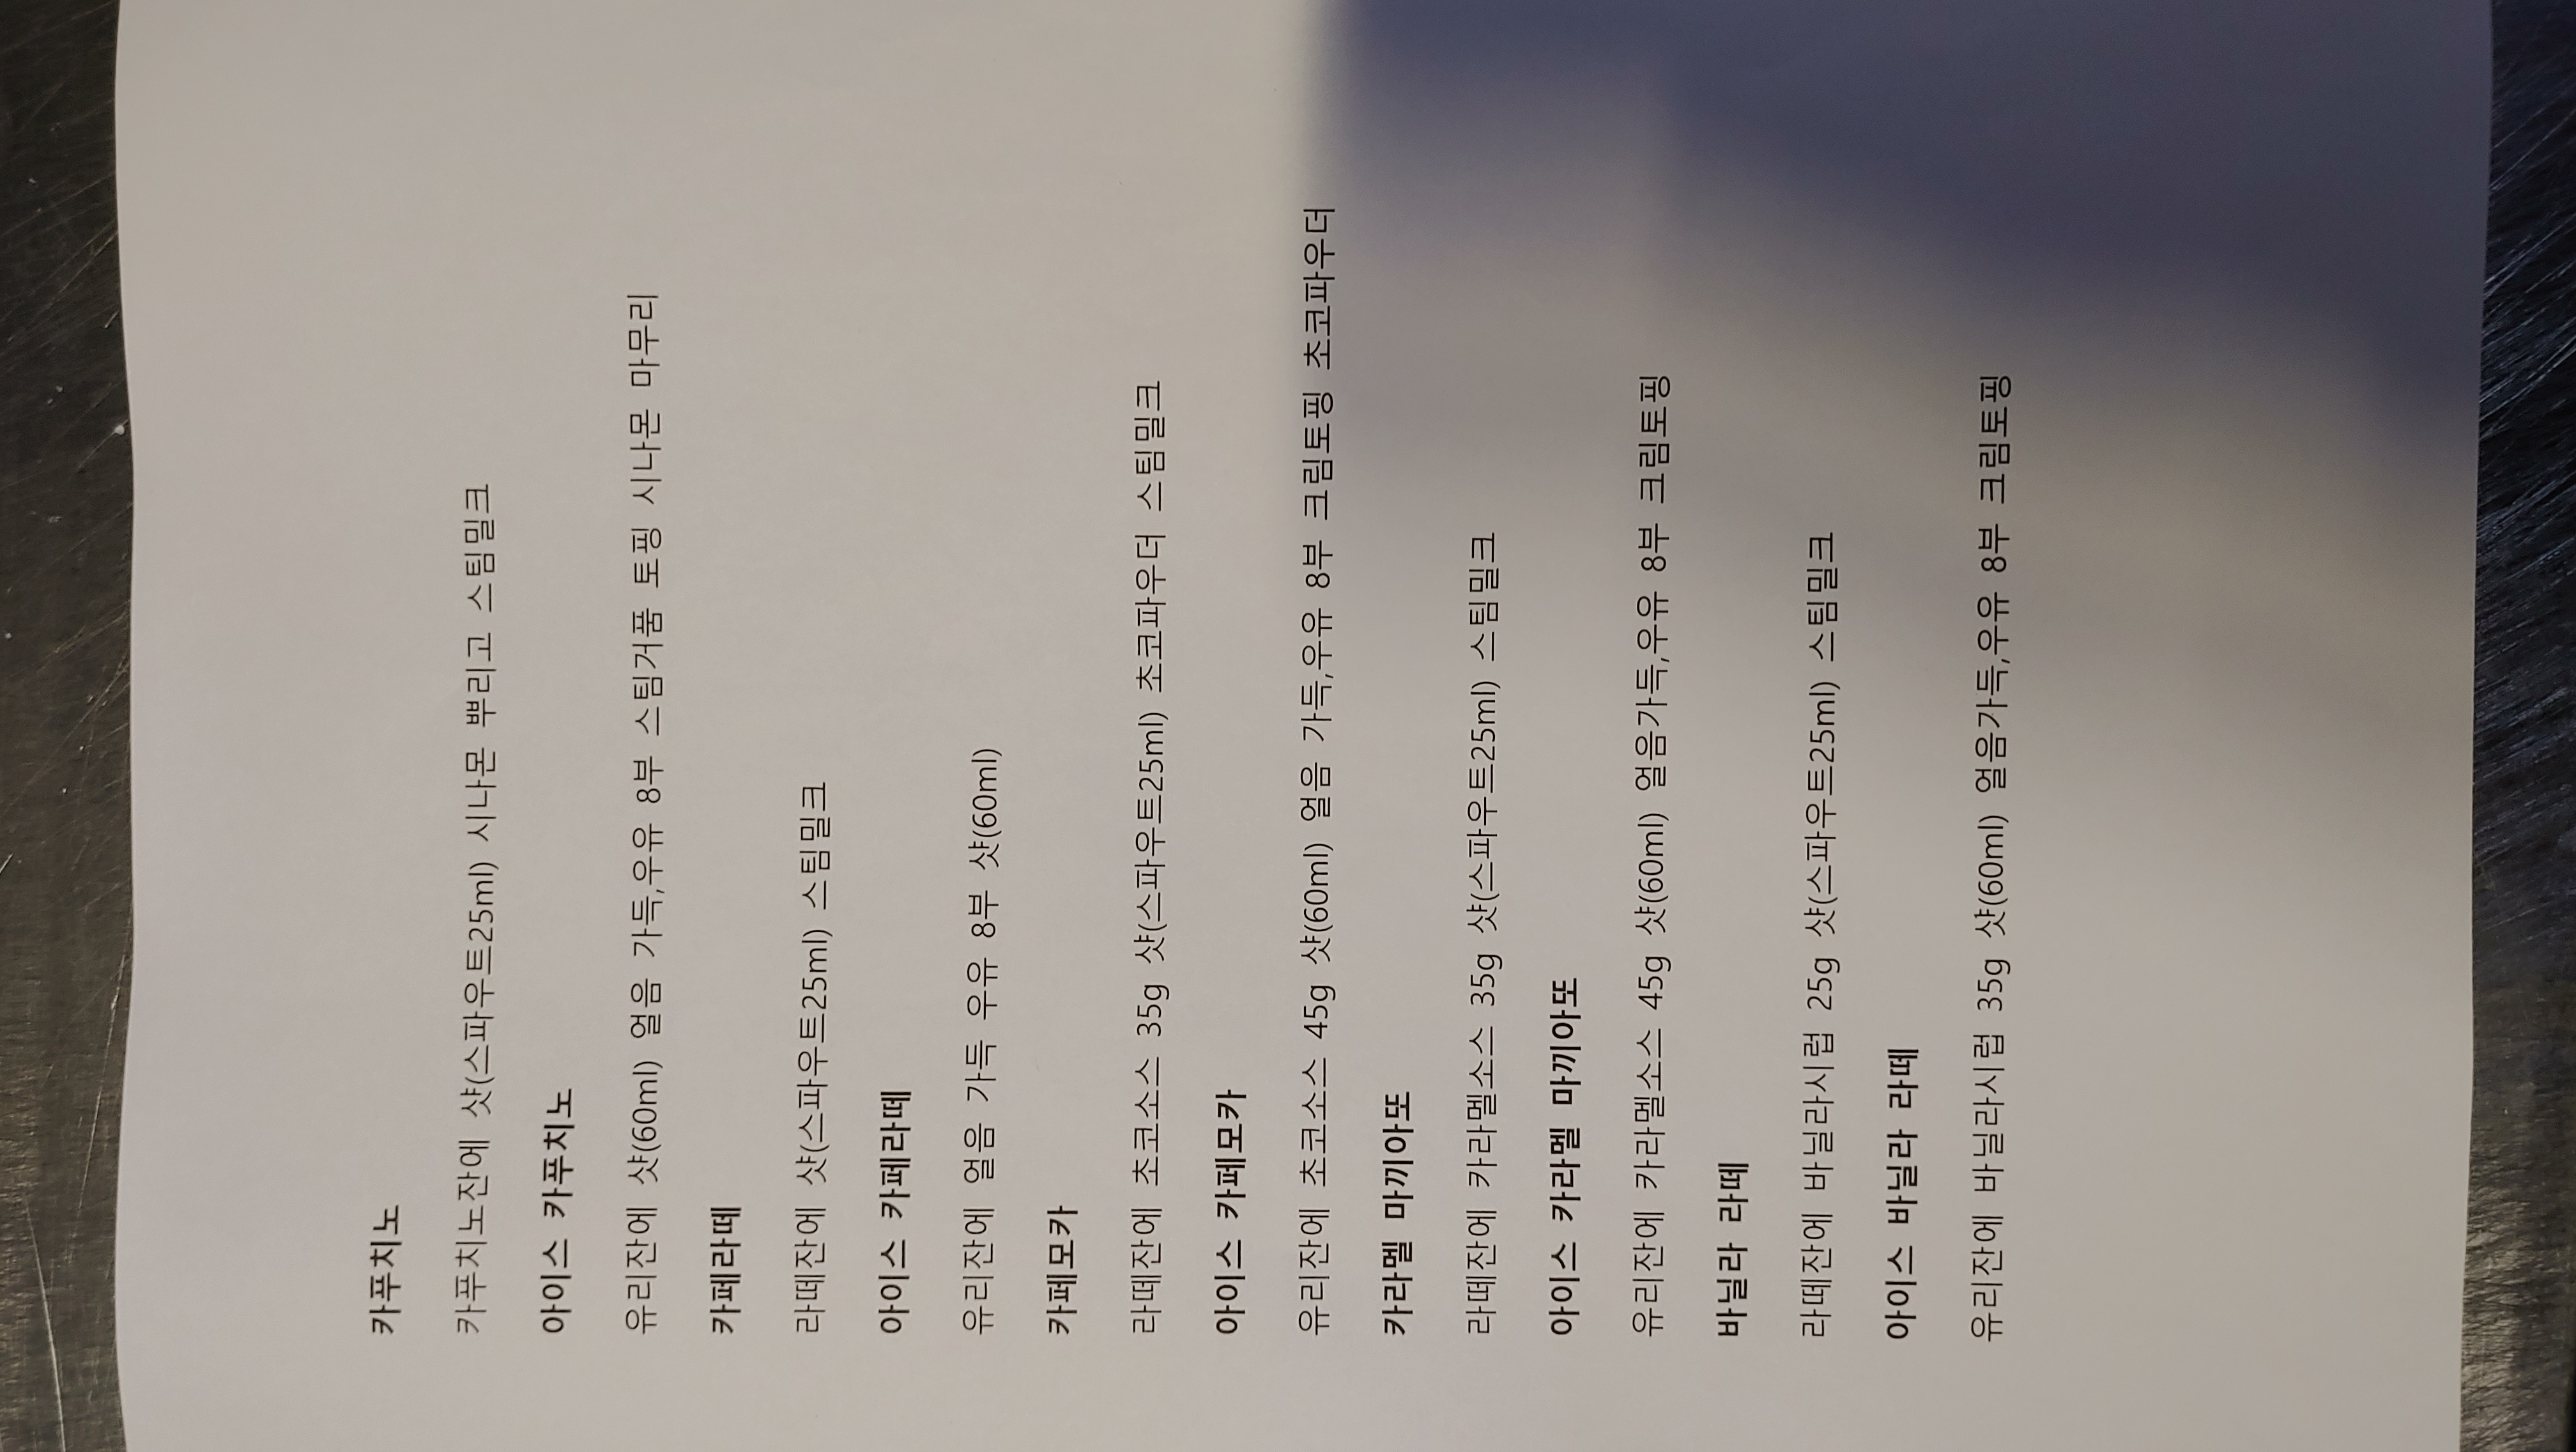 카푸치노
카푸치노잔에 샷(스파우트25ml) 시나몬 뿌리고 스팀밀크
아이스 카푸치노
유리잔에 샷(60ml) 얼음 가득,우유 8부 스팀거품 토핑 시나몬 마무리
카페라떼
라떼잔에 샷(스파우트25ml) 스팀밀크
아이스 카페라떼
유리잔에 얼음 가득 우유 8부 샷(60ml)
카페모카
라떼잔에 초코소스 35g 샷(스파우트25ml) 초코파우더 스팀밀크
아이스 카페모카
유리잔에 초코소스 45g 샷(60ml) 얼음 가득,우유 8부 크림토핑 초코파우더
카라멜 마끼아또
라떼잔에 카라멜소스 35g 샷(스파우트25ml) 스팀밀크
아이스 카라멜 마끼아또
유리잔에 카라멜소스 45g 샷(60ml) 얼음가득,우유 8부 크림토핑
바닐라 라떼
라떼잔에 바닐라시럽 25g 샷(스파우트25ml) 스팀밀크
아이스 바닐라 라떼
유리잔에 바닐라시럽 35g 샷(60ml) 얼음가득,우유 8부 크림토핑